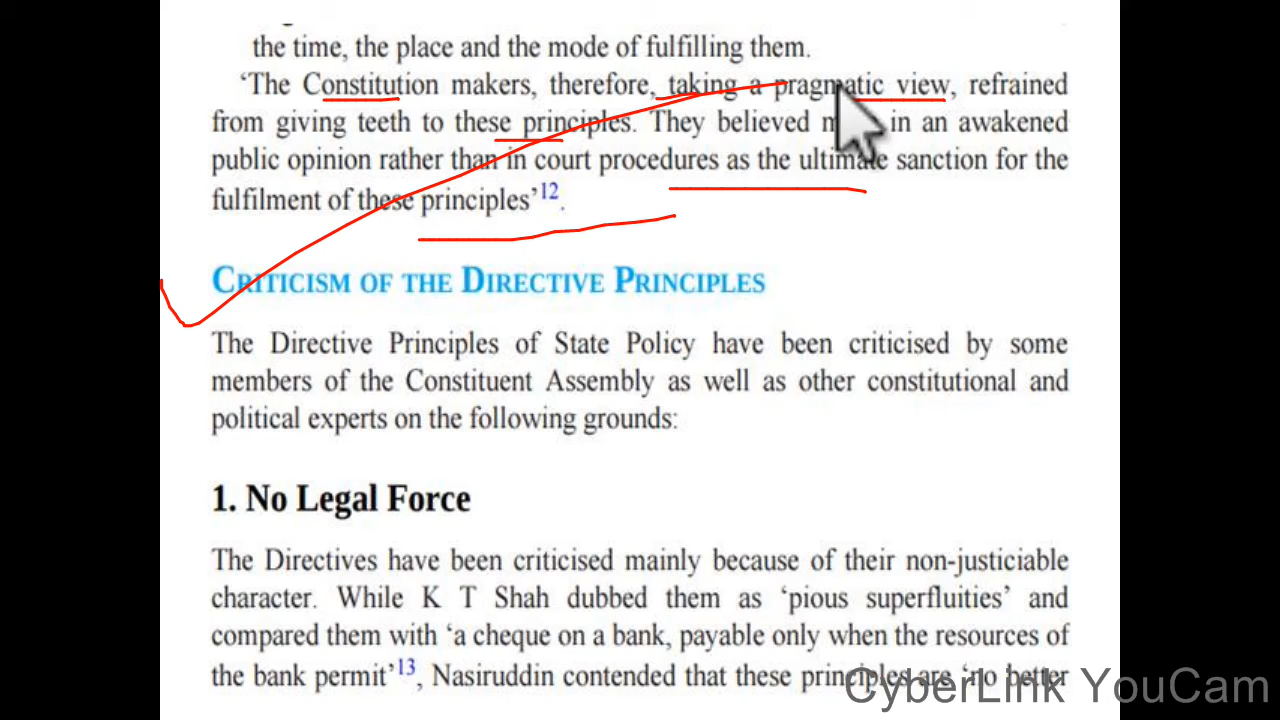 the time, the place and the mode of fulfilling them.
‘The Constitution makers, therefore, taking a pragmatic view, refrained
from giving teeth to these principles. They believed in an awakened
public opinion rather than in court procedures as the ultimate sanction for the
fulfilment of these principles’12.
CRITICISM OF THE DIRECTIVE PRINCIPLES
The Directive Principles of State Policy have been criticised by some
members of the Constituent Assembly as well as other constitutional and
political experts on the following grounds:
1. No Legal Force
The Directives have been criticised mainly because of their non-justiciable
character. While K T Shah dubbed them as ‘pious superfluities’ and
compared them with ‘a cheque on a bank, payable only when the resources of
the bank permit’13, Nasiruddin contended that these principles are ‘no better
CyberLink YouCam